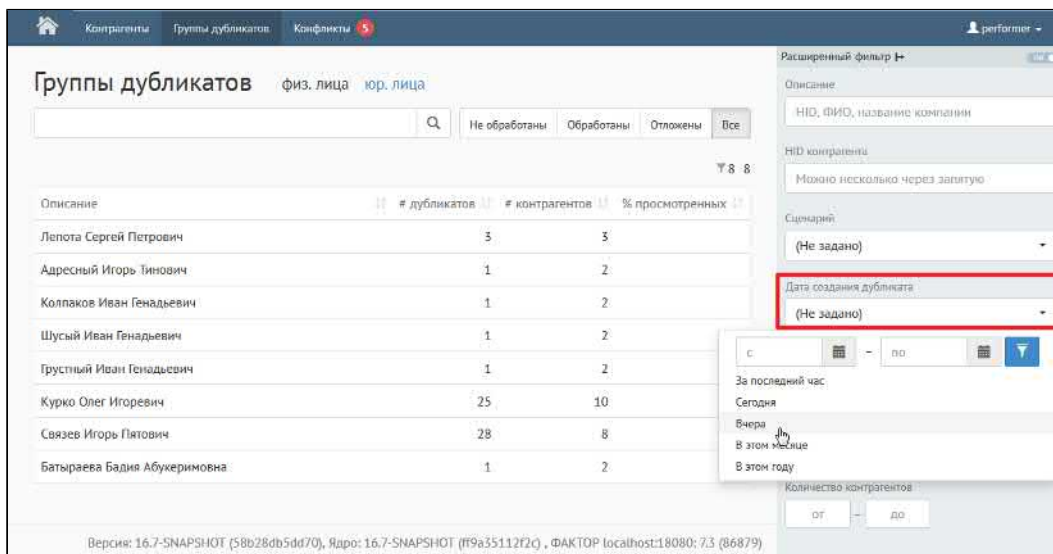 Контрагенты Группы дубликатов Конфликты 5 performer
Расширенный фильтр
Группы дубликатов физ. лица юр. лица
Описание
HID, ФИО, название компании
Не обработаны Обработаны Отложены Все
HID контрагента
8 8
Можно несколько через запятую
Описание # дубликатов # контрагентов % просмотренных
Сценарий
(Не задано)
Лепота Сергей Петрович 3 3
Адресный Игорь Тинович 1 2
Колпаков Иван Генадьевич 1 2
Шусый Иван Генадьевич 1 2
Грустный Иван Генадьевич 1 2
Курко Олег Игоревич 25 10
Связев Игорь Пятович 28 8
Батыраева Бадия Абукеримовна 1 2
Дата создания дубликата
(Не задано)
с – по
За последний час
Сегодня
Вчера
В этом месяце
В этом году
Количество контрагентов
от – до
Версия: 16.7-SNAPSHOT (58b28db5dd70), Ядро: 16.7-SNAPSHOT (ff9a35112f2c) , ФАКТОР localhost:18080: 7.3 (86879)